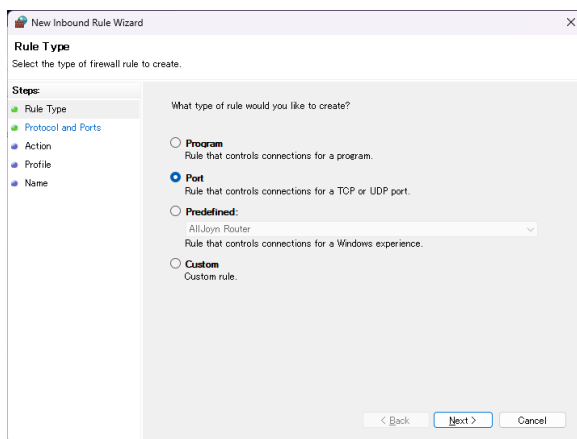 New Inbound Rule Wizard
Rule Type
Select the type of firewall rule to create.
Steps:
Rule Type
Protocol and Ports
Action
Profile
Name
What type of rule would you like to create?
Program
Rule that controls connections for a program.
Port
Rule that controls connections for a TCP or UDP port.
Predefined:
AllJoyn Router
Rule that controls connections for a Windows experience.
Custom
Custom rule.
< Back
Next >
Cancel